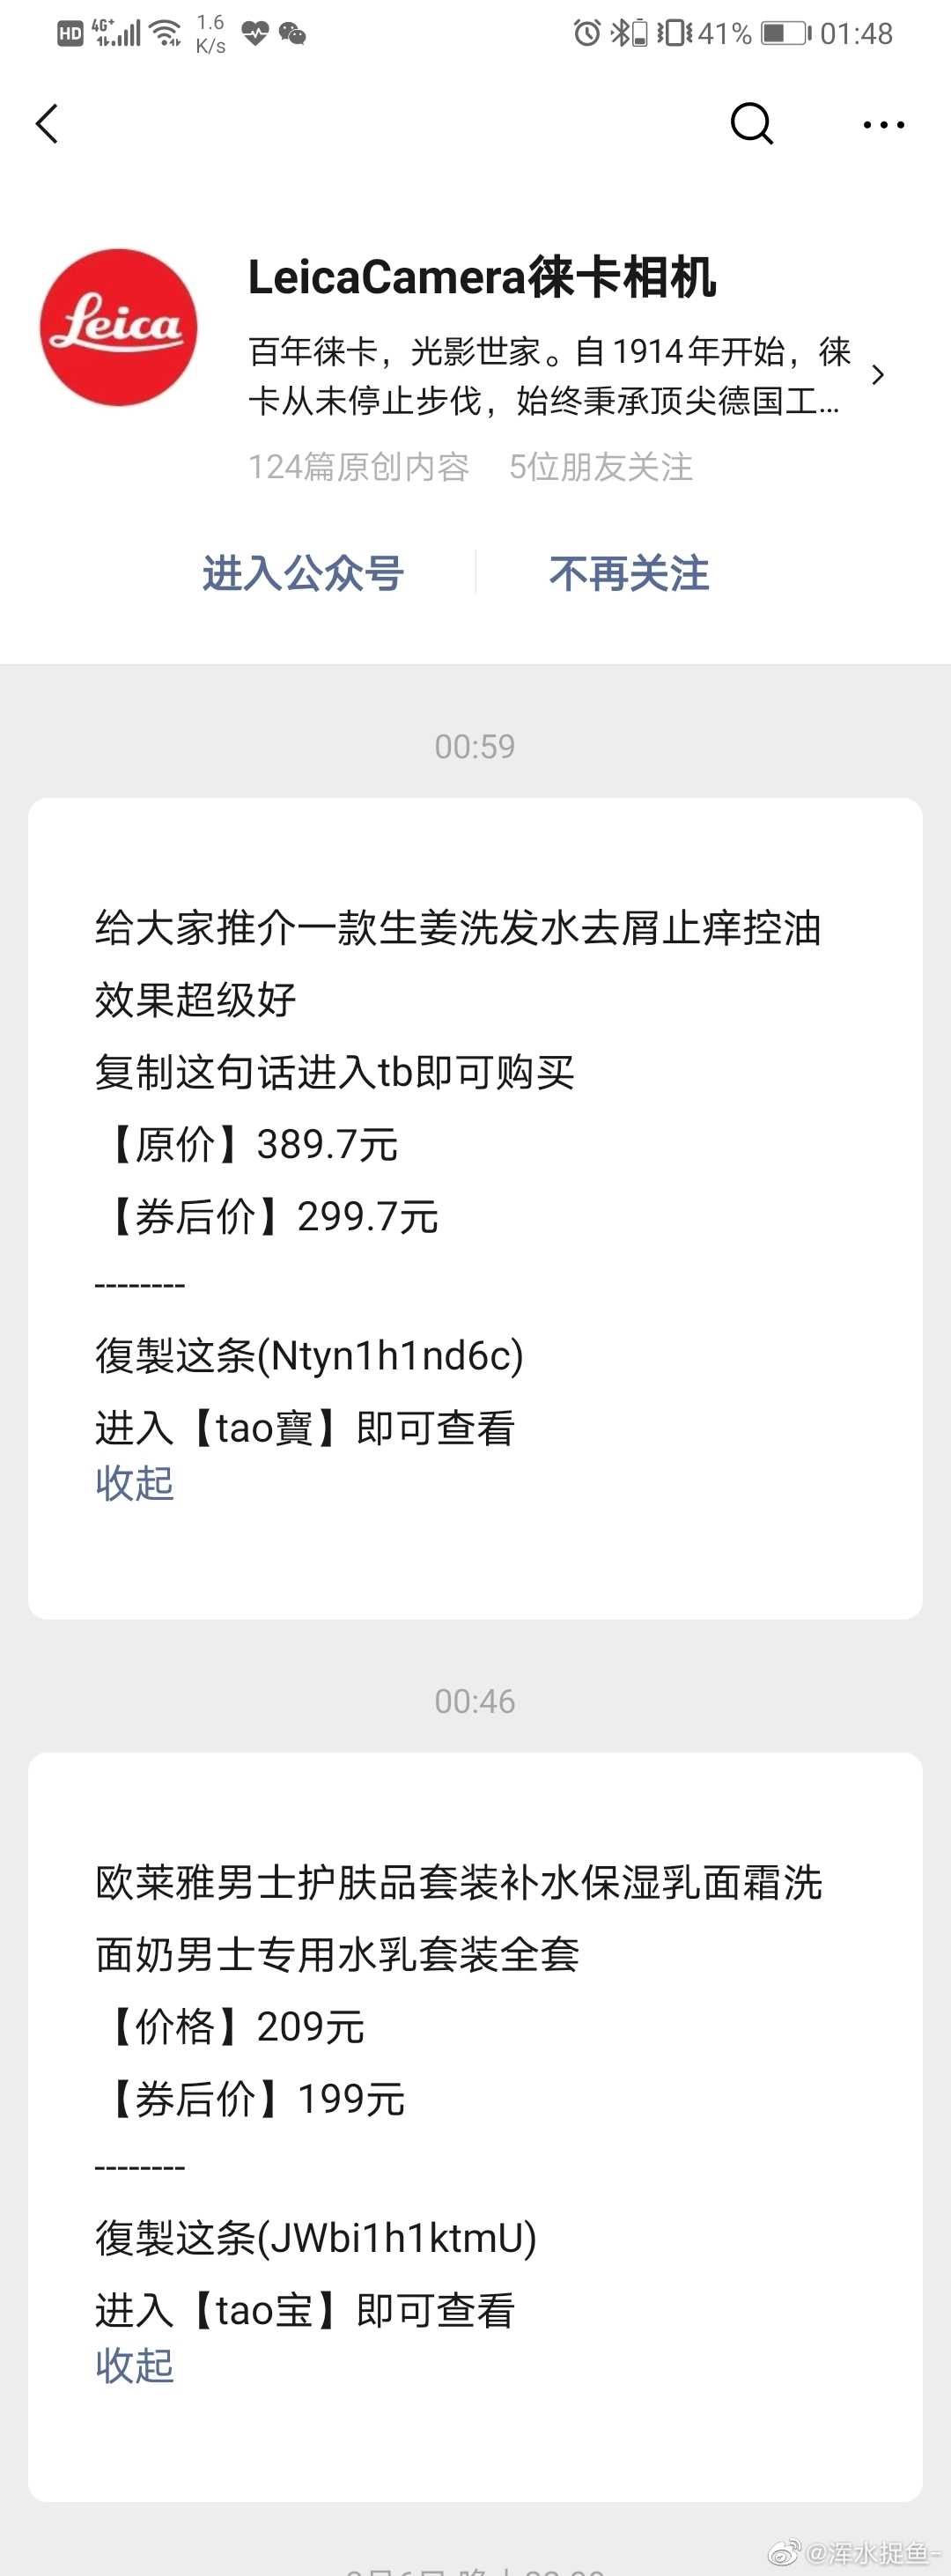 HD 4G+ 1.6 K/s 41% 01:48
Leica
LeicaCamera徕卡相机
百年徕卡，光影世家。自 1914 年开始，徕
卡从未停止步伐，始终秉承顶尖德国工...
124篇原创内容 5位朋友关注
进入公众号 不再关注
00:59
给大家推介一款生姜洗发水去屑止痒控油
效果超级好
复制这句话进入tb即可购买
【原价】389.7元
【券后价】299.7元
--------
復製这条(Ntyn1h1nd6c)
进入【tao寶】即可查看
收起
00:46
欧莱雅男士护肤品套装补水保湿乳面霜洗
面奶男士专用水乳套装全套
【价格】209元
【券后价】199元
--------
復製这条(JWbi1h1ktmU)
进入【tao宝】即可查看
收起
@浑水捉鱼-